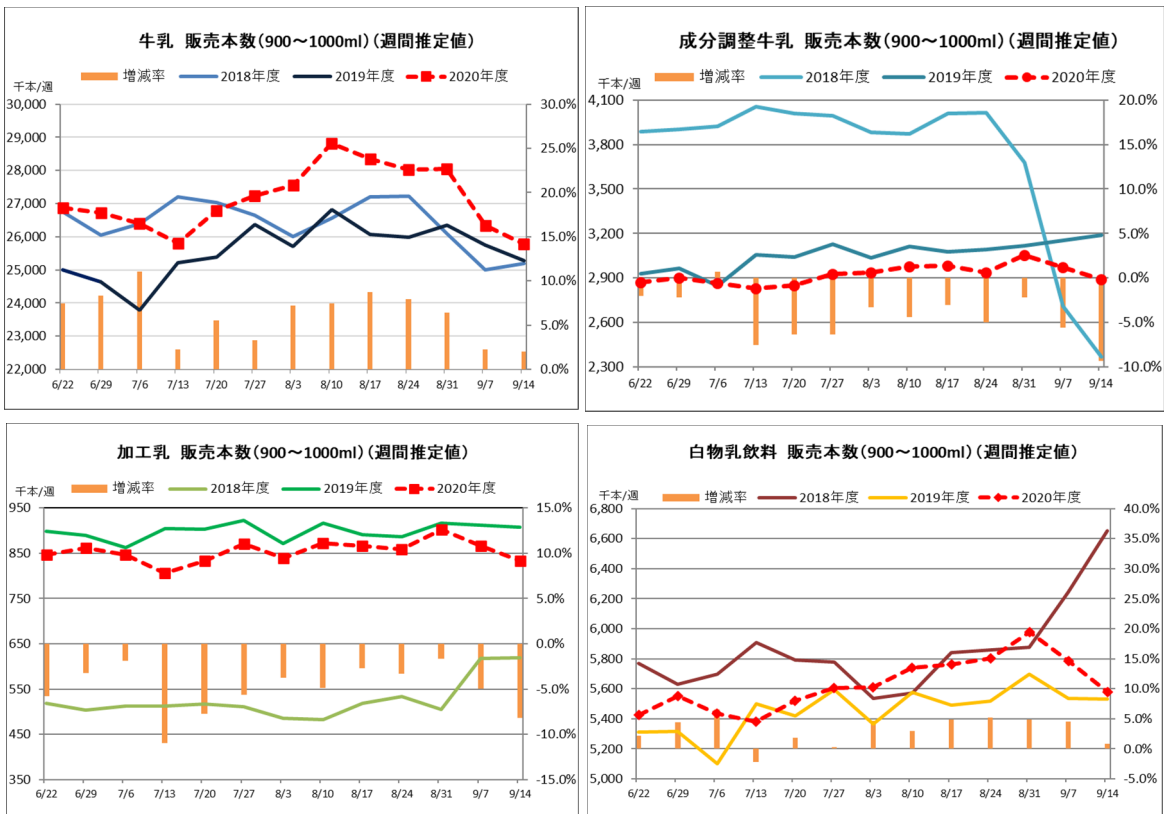 牛乳 販売本数(900～1000ml)(週間推定値)
千本/週
増減率 2018年度 2019年度 2020年度
30,000 30.0%
29,000 25.0%
28,000 20.0%
27,000 15.0%
26,000 10.0%
25,000 5.0%
24,000 0.0%
23,000
22,000
6/22 6/29 7/6 7/13 7/20 7/27 8/3 8/10 8/17 8/24 8/31 9/7 9/14
成分調整牛乳 販売本数(900～1000ml)(週間推定値)
千本/週
増減率 2018年度 2019年度 2020年度
4,100 20.0%
3,800 15.0%
3,500 10.0%
3,200 5.0%
2,900 0.0%
2,600 -5.0%
2,300 -10.0%
6/22 6/29 7/6 7/13 7/20 7/27 8/3 8/10 8/17 8/24 8/31 9/7 9/14
加工乳 販売本数(900～1000ml)(週間推定値)
千本/週
増減率 2018年度 2019年度 2020年度
950 15.0%
850 10.0%
750 5.0%
650 0.0%
550 -5.0%
450 -10.0%
350 -15.0%
6/22 6/29 7/6 7/13 7/20 7/27 8/3 8/10 8/17 8/24 8/31 9/7 9/14
白物乳飲料 販売本数(900～1000ml)(週間推定値)
千本/週
増減率 2018年度 2019年度 2020年度
6,800 40.0%
6,600 35.0%
6,400 30.0%
6,200 25.0%
6,000 20.0%
5,800 15.0%
5,600 10.0%
5,400 5.0%
5,200 0.0%
5,000 -5.0%
6/22 6/29 7/6 7/13 7/20 7/27 8/3 8/10 8/17 8/24 8/31 9/7 9/14